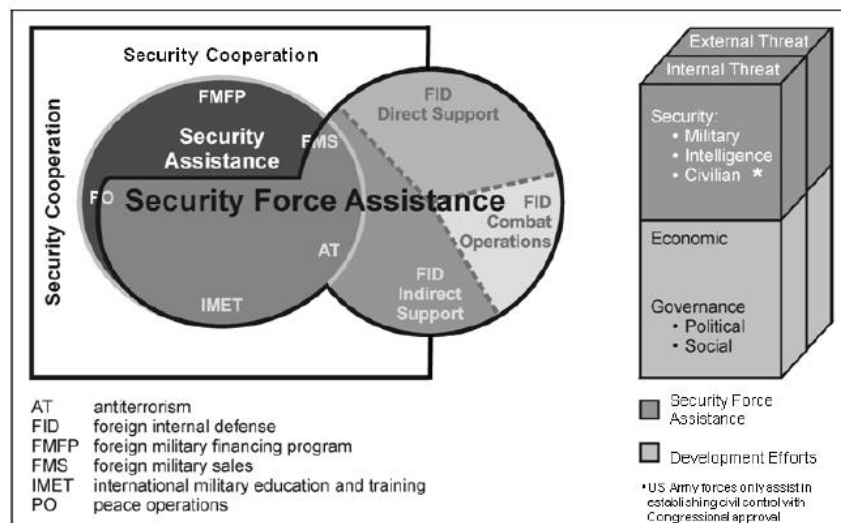 Security Cooperation
Security Cooperation
FMFP
Security
Assistance
FMS
PO
Security Force Assistance
AT
IMET
FID
Direct Support
FID
Combat
Operations
FID
Indirect
Support
AT antiterrorism
FID foreign internal defense
FMFP foreign military financing program
FMS foreign military sales
IMET international military education and training
PO peace operations
External Threat
Internal Threat
Security:
• Military
• Intelligence
• Civilian *
Economic
Governance
• Political
• Social
Security Force
Assistance
Development Efforts
*US Army forces only assist in
establishing civil control with
Congressional approval